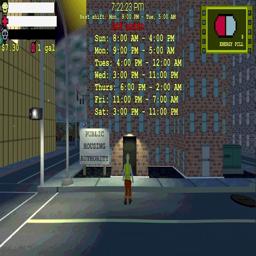 7:22:23 PM
Next shift: Mon, 9:00 PM - Tue, 5:00 AM
Sun: 8:00 AM - 4:00 PM
Mon: 9:00 PM - 5:00 AM
Tues: 4:00 PM - 12:00 AM
Wed: 3:00 PM - 11:00 PM
Thurs: 6:00 PM - 2:00 AM
Fri: 11:00 PM - 7:00 AM
Sat: 3:00 PM - 11:00 PM
$7.30
1 gal
ENERGY PILL
PUBLIC
HOUSING
AUTHORITY